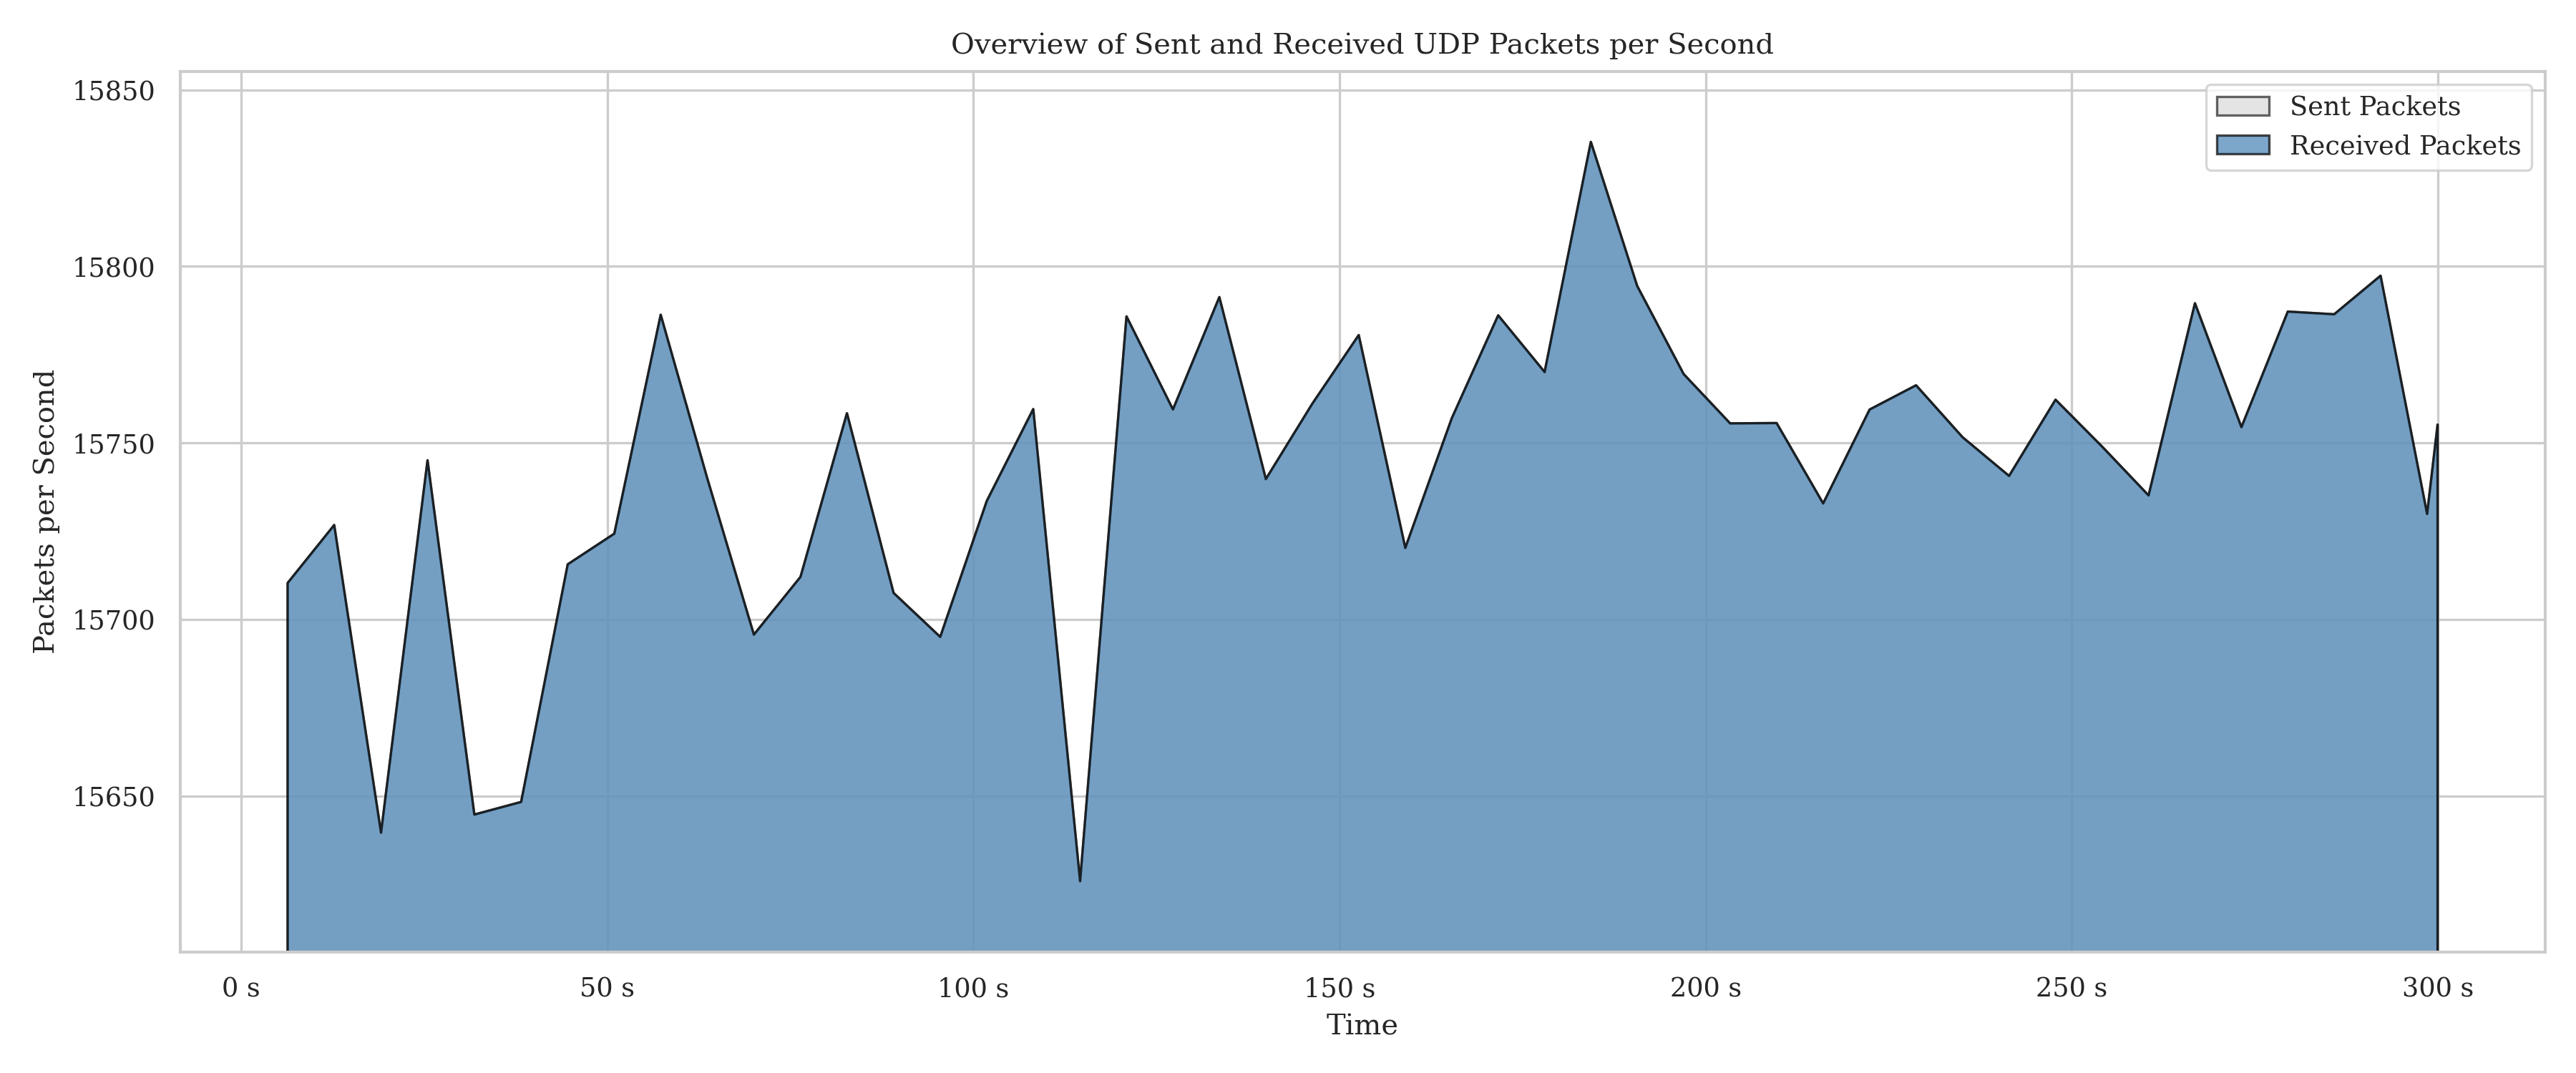 Overview of Sent and Received UDP Packets per Second
15850
15800
15750
15700
15650
Packets per Second
Sent Packets
Received Packets
0 s 50 s 100 s 150 s 200 s 250 s 300 s
Time